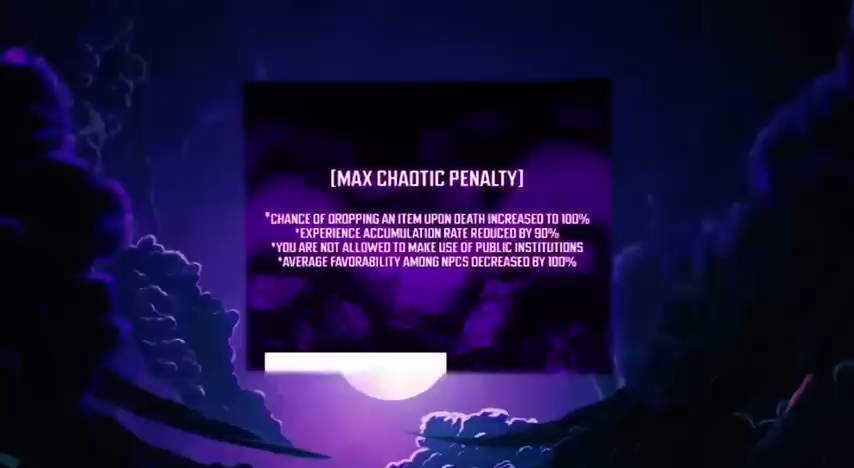 [MAX CHAOTIC PENALTY]
*CHANCE OF DROPPING AN ITEM UPON DEATH INCREASED TO 100%
*EXPERIENCE ACCUMULATION RATE REDUCED BY 90%
*YOU ARE NOT ALLOWED TO MAKE USE OF PUBLIC INSTITUTIONS
*AVERAGE FAVORABILITY AMONG NPCS DECREASED BY 100%